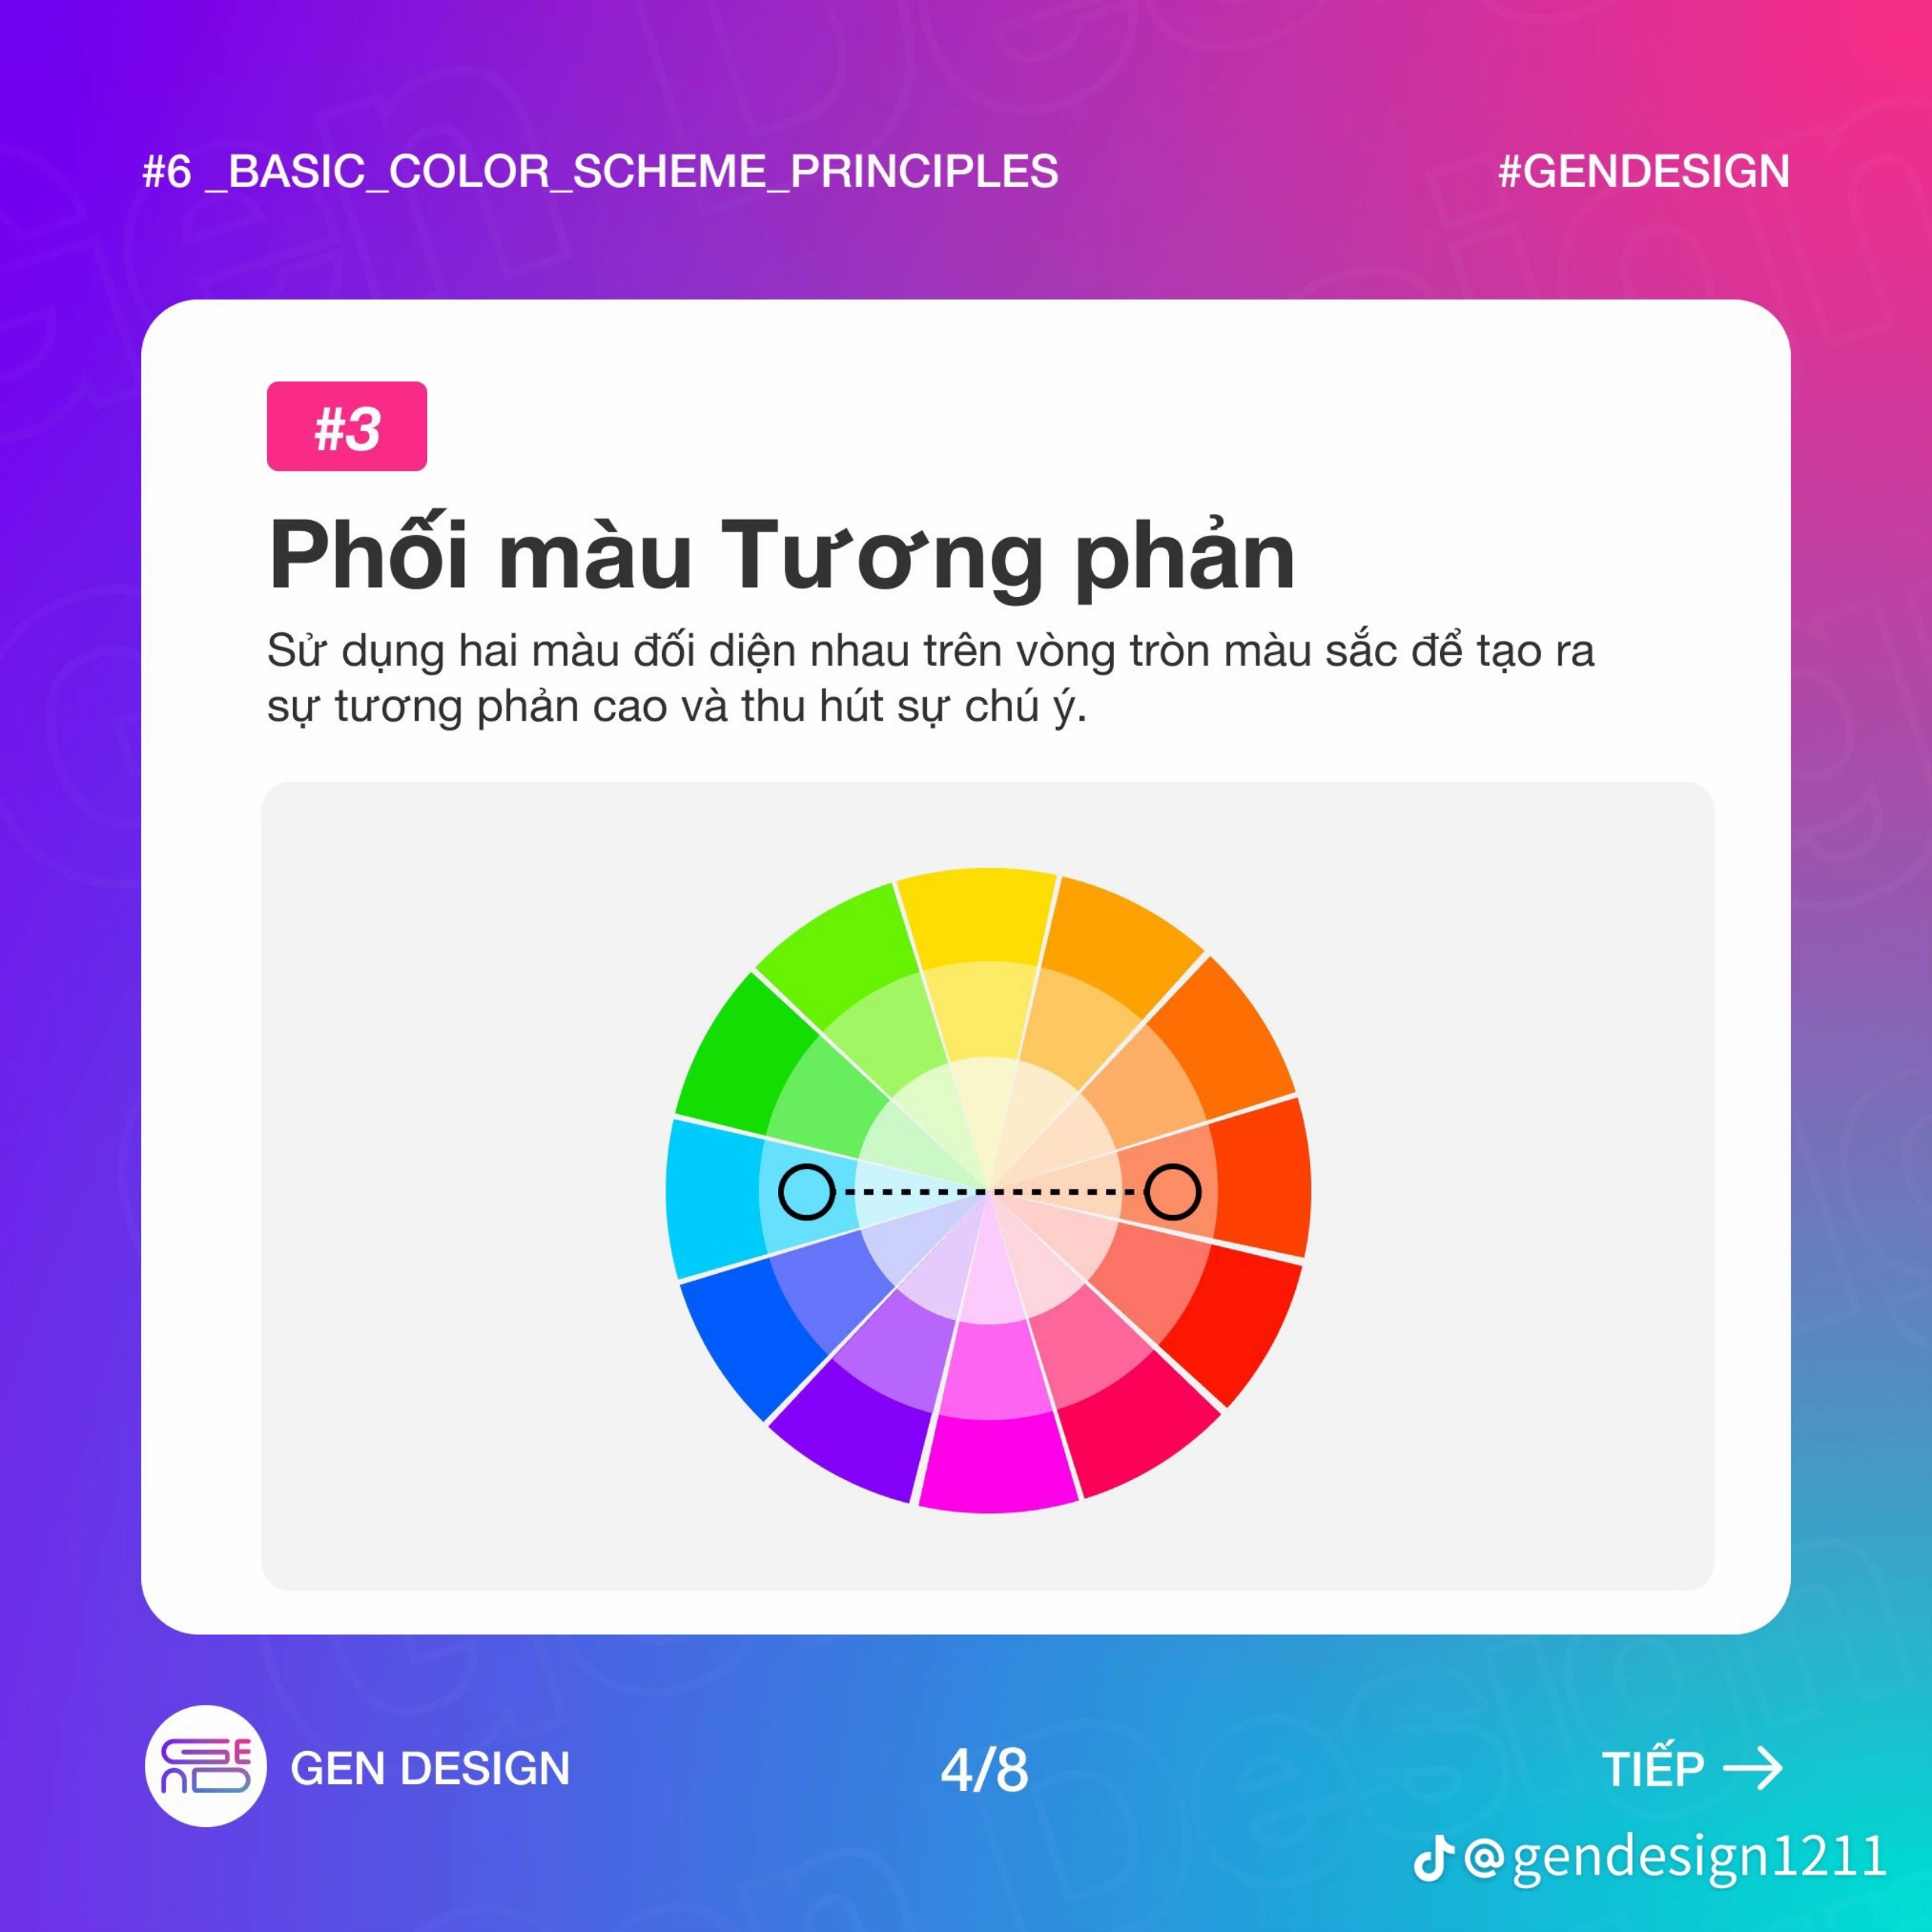 #6 _BASIC_COLOR_SCHEME_PRINCIPLES
#GENDESIGN
#3
Phối màu Tương phản
Sử dụng hai màu đối diện nhau trên vòng tròn màu sắc để tạo ra
sự tương phản cao và thu hút sự chú ý.
GEN DESIGN
4/8
TIẾP →
@gendesign1211